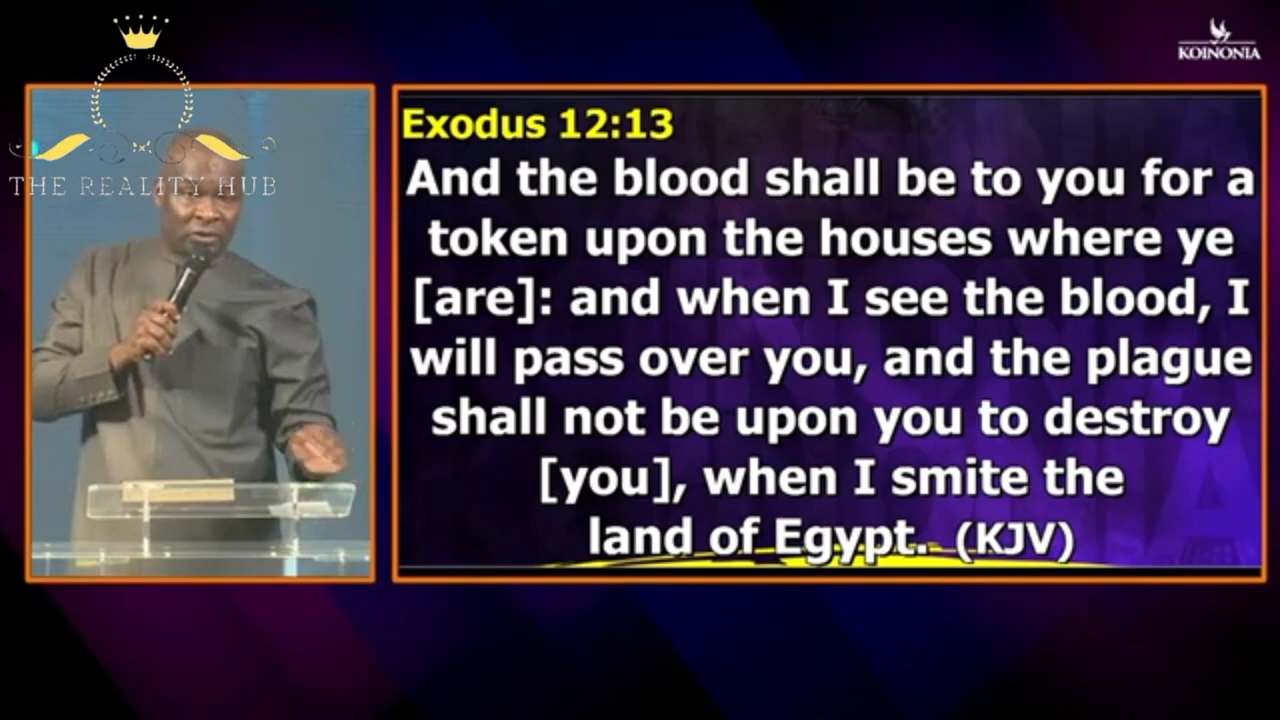 KOINONIA
THE REALITY HUB
Exodus 12:13
And the blood shall be to you for a
token upon the houses where ye
[are]: and when I see the blood, I
will pass over you, and the plague
shall not be upon you to destroy
[you], when I smite the
land of Egypt. (KJV)